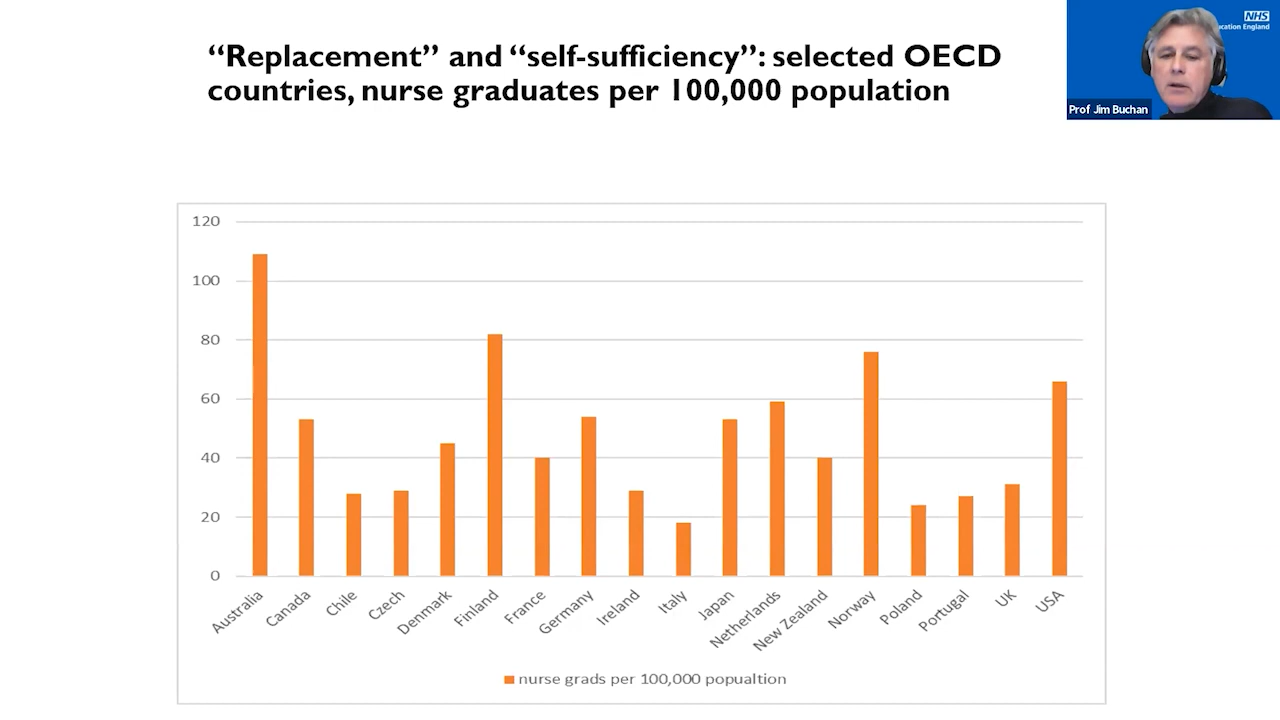 “Replacement” and “self-sufficiency”: selected OECD
countries, nurse graduates per 100,000 population
NHS
ucation England
Prof Jim Buchan
120
100
80
60
40
20
0
Australia
Canada
Chile
Czech
Denmark
Finland
France
Germany
Ireland
Italy
Japan
Netherlands
New Zealand
Norway
Poland
Portugal
UK
USA
nurse grads per 100,000 popualtion